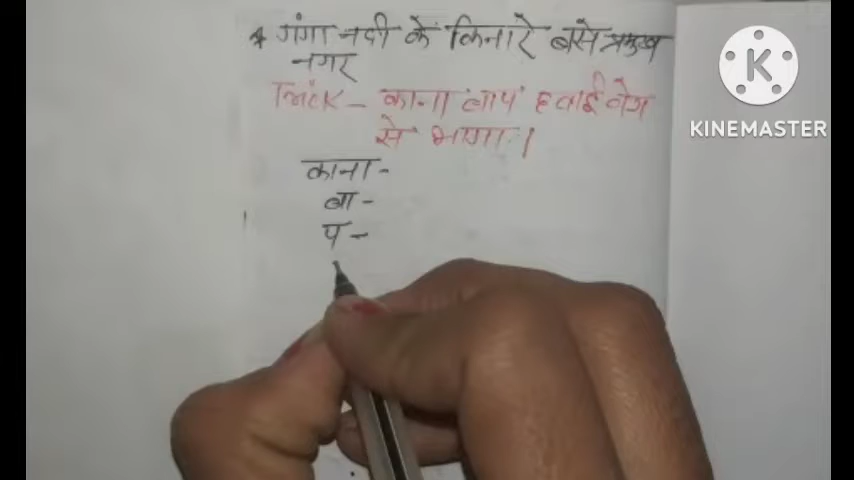 * गंगा नदी के किनारे बसे प्रमुख
नगर
Trick - काना बाप हवाई वेग
से भागा।
काना -
बा -
प -
K
KINEMASTER